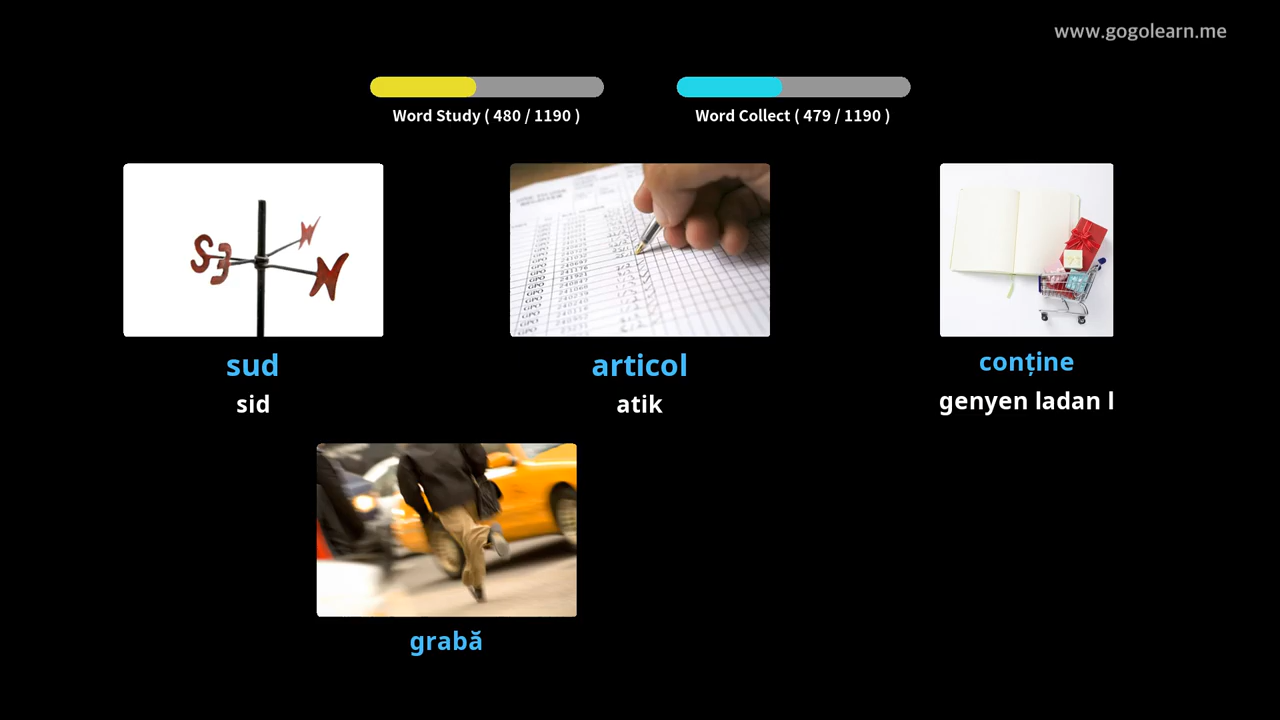 www.gogolearn.me
Word Study ( 480 / 1190 )
Word Collect ( 479 / 1190 )
sud
articol
conține
sid
atik
genyen ladan l
grabă